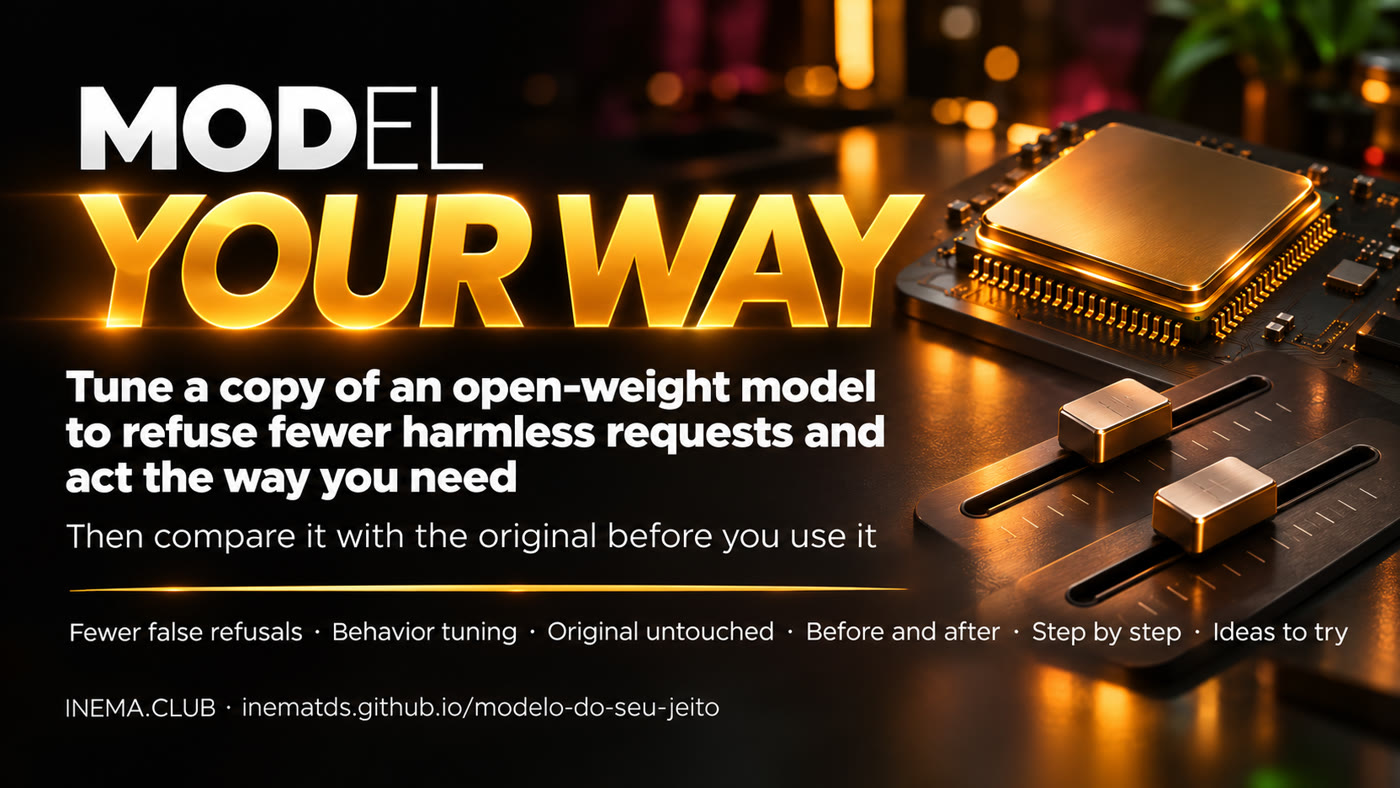 MODEL
YOUR WAY
Tune a copy of an open-weight model
to refuse fewer harmless requests and
act the way you need
Then compare it with the original before you use it
Fewer false refusals · Behavior tuning · Original untouched · Before and after · Step by step · Ideas to try
INEMA.CLUB · inematds.github.io/modelo-do-seu-jeito